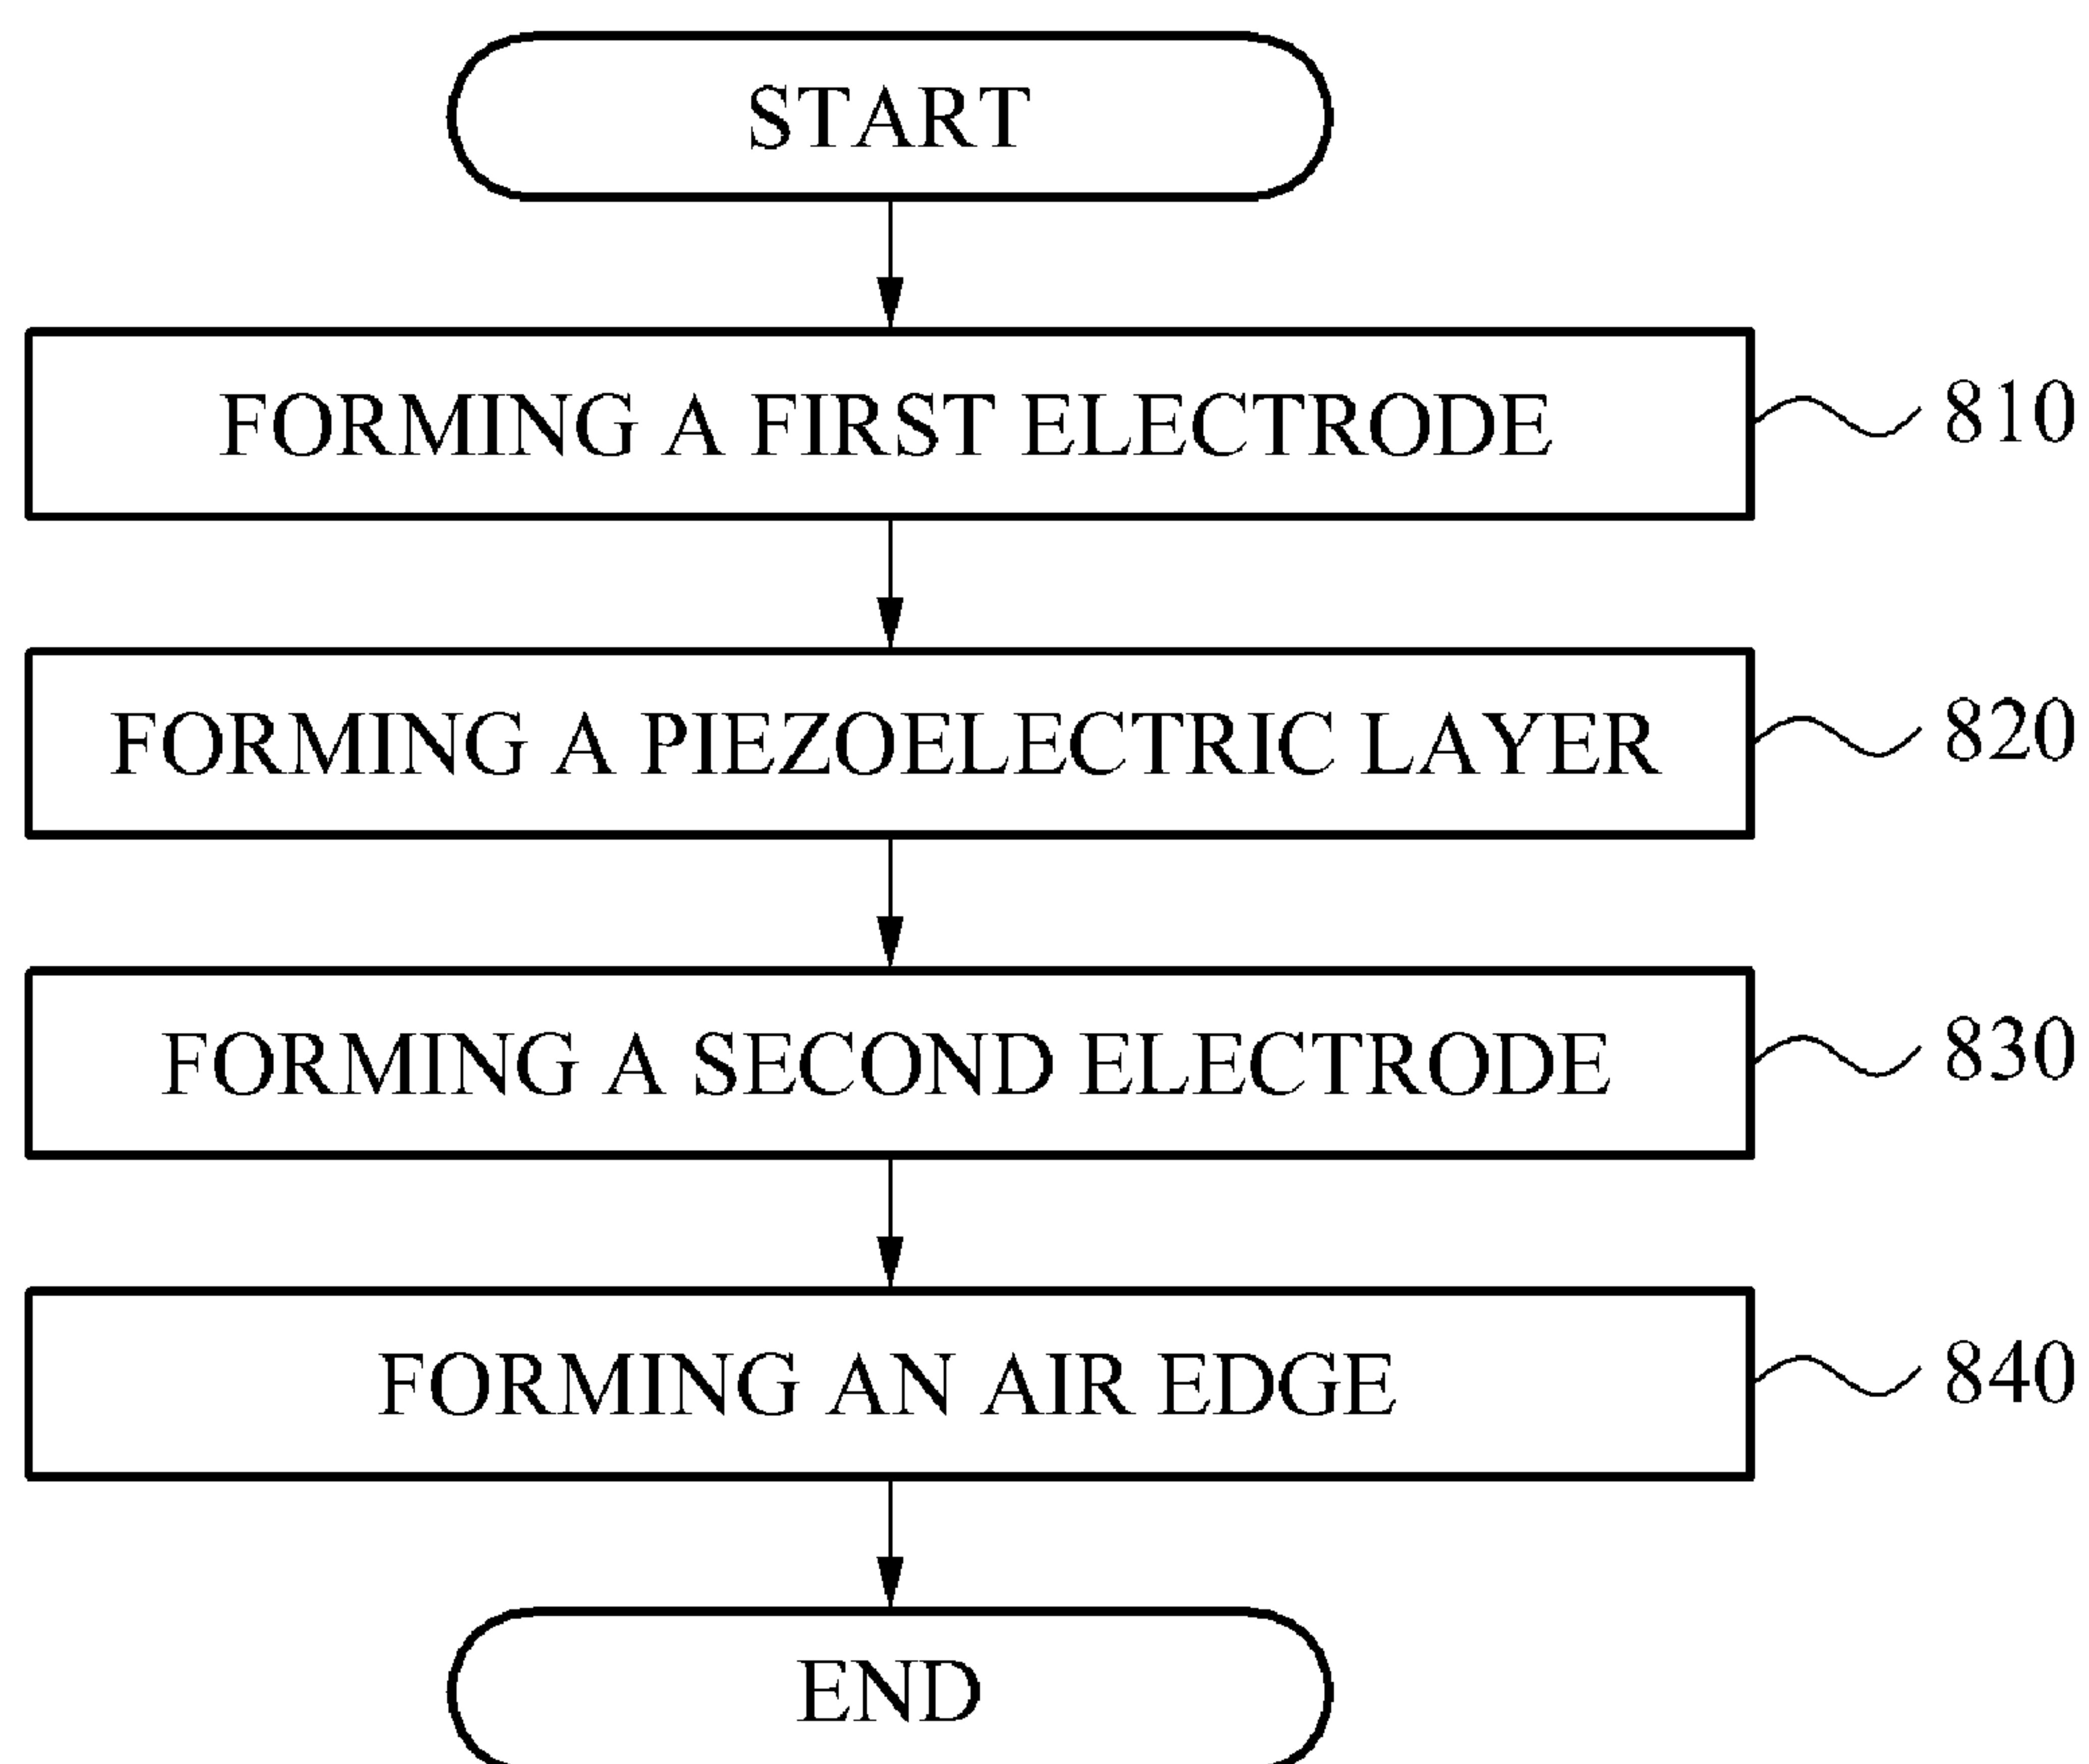 START
FORMING A FIRST ELECTRODE 810
FORMING A PIEZOELECTRIC LAYER 820
FORMING A SECOND ELECTRODE 830
FORMING AN AIR EDGE 840
END